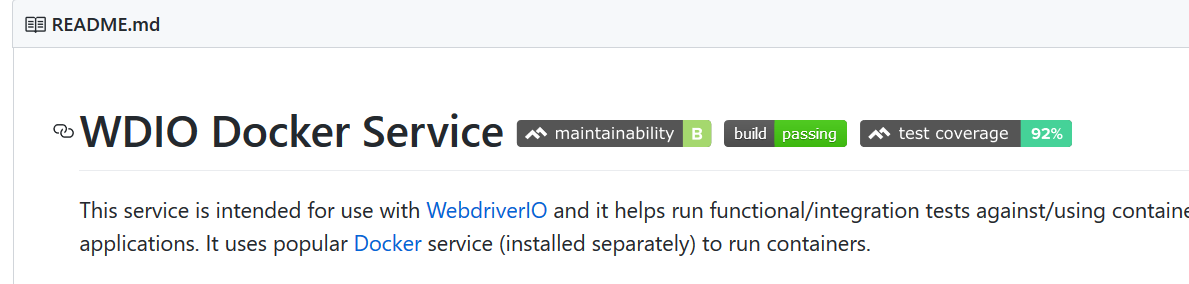 README.md
WDIO Docker Service maintainability B build passing test coverage 92%
This service is intended for use with WebdriverIO and it helps run functional/integration tests against/using
applications. It uses popular Docker service (installed separately) to run containers.